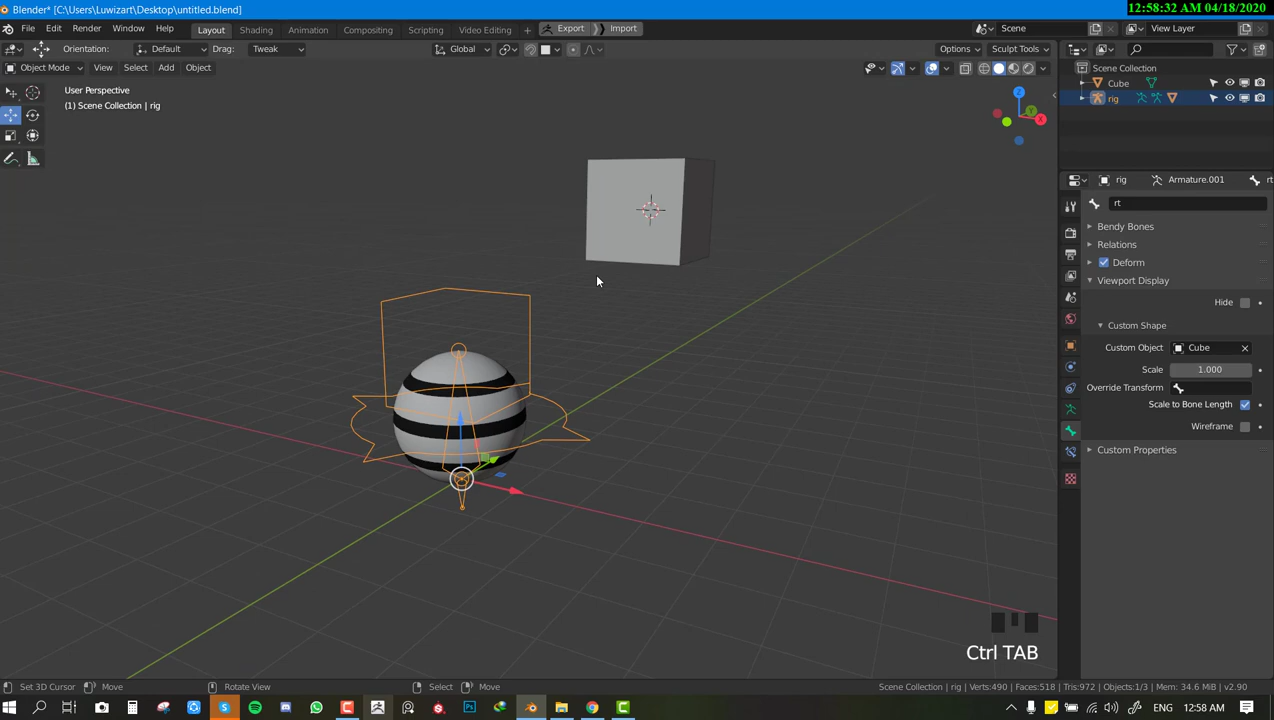 Blender* [C:\Users\Luwizart\Desktop\untitled.blend]
12:58:32 AM 04/18/2020
File Edit Render Window Help
Layout Shading Animation Compositing Scripting Video Editing Export Import
Scene View Layer
Orientation: Default Drag: Tweak Global Options Sculpt Tools
Object Mode View Select Add Object
User Perspective
(1) Scene Collection | rig
Z
Y
X
Scene Collection
Cube
rig
rig Armature.001 rt
rt
Bendy Bones
Relations
Deform
Viewport Display
Hide
Custom Shape
Custom Object Cube
Scale 1.000
Override Transform
Scale to Bone Length
Wireframe
Custom Properties
Ctrl TAB
Set 3D Cursor Move Rotate View Select Move
Scene Collection | rig Verts:490 Faces:518 Tris:972 Objects:1/3 Mem: 34.6 MiB v2.90
ENG 12:58 AM